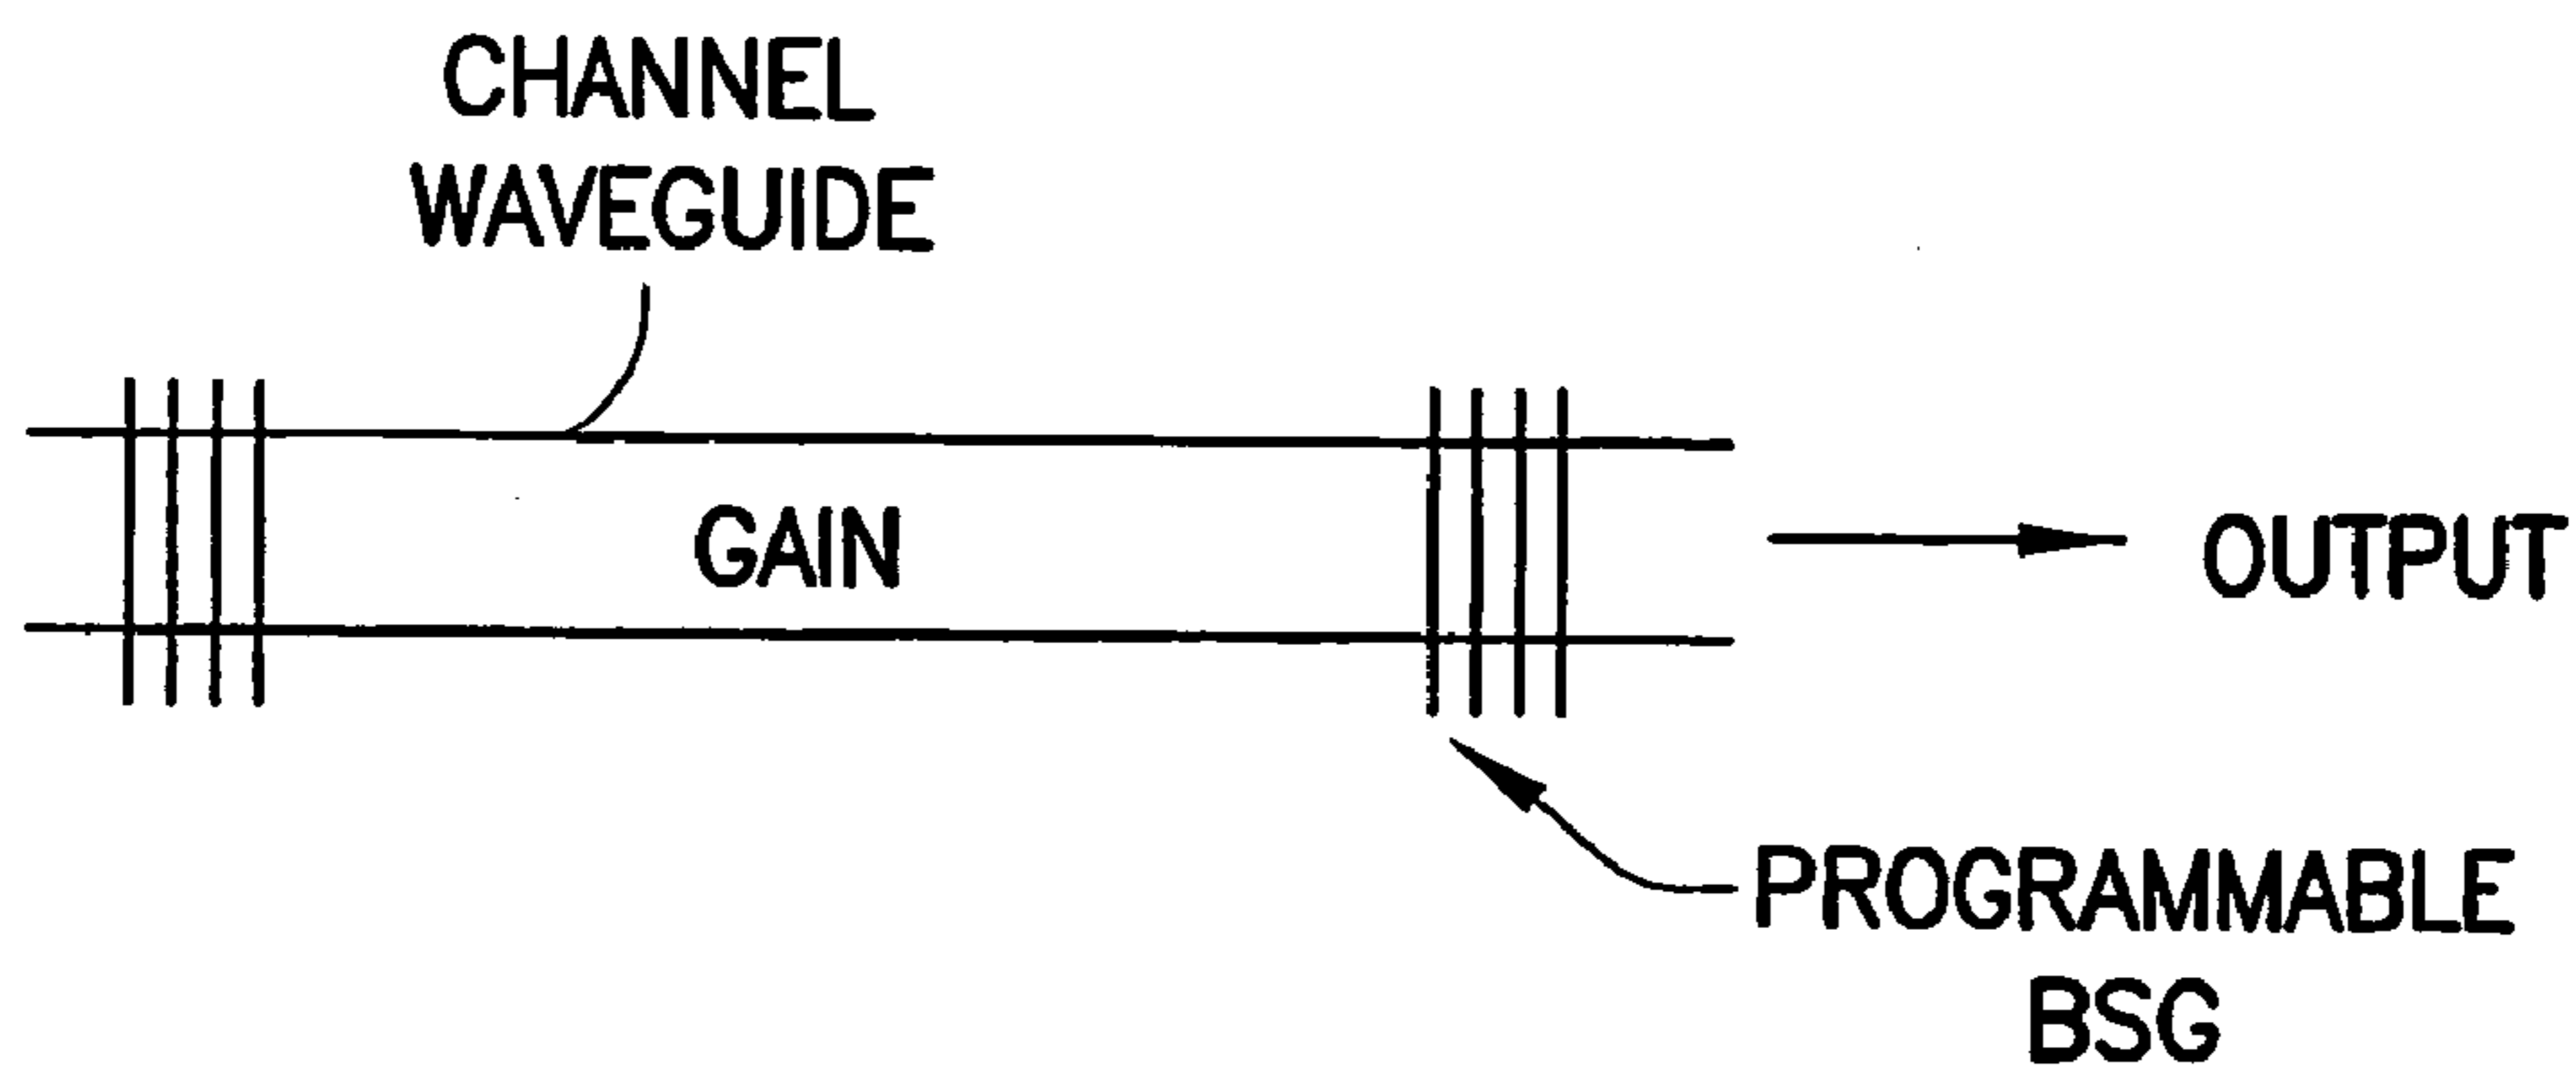 CHANNEL
WAVEGUIDE
GAIN
OUTPUT
PROGRAMMABLE
BSG